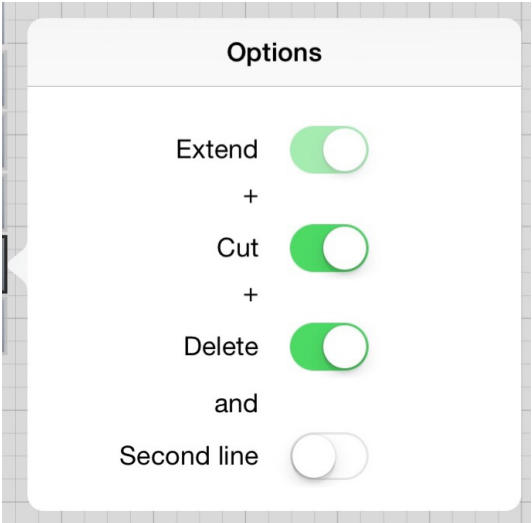 Options
Extend
+
Cut
+
Delete
and
Second line